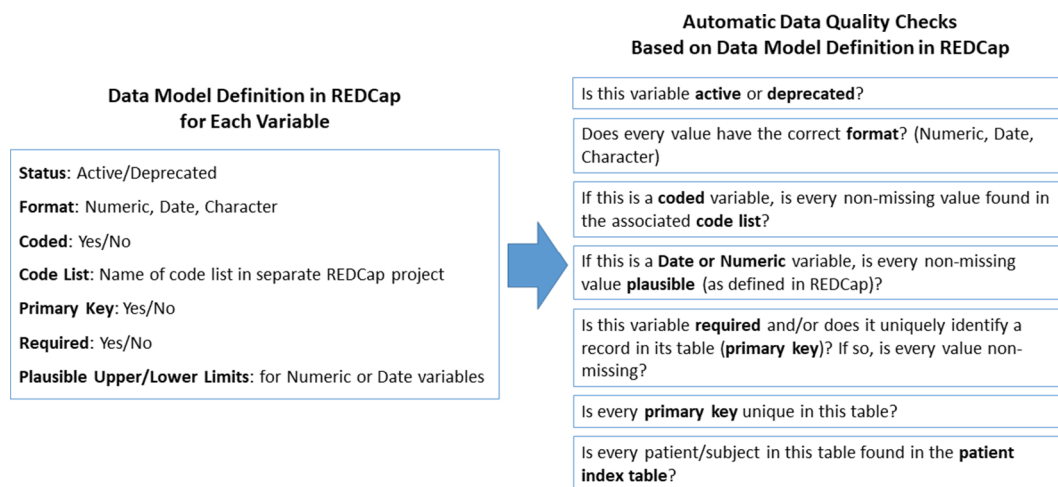 Data Model Definition in REDCap
for Each Variable
Status: Active/Deprecated
Format: Numeric, Date, Character
Coded: Yes/No
Code List: Name of code list in separate REDCap project
Primary Key: Yes/No
Required: Yes/No
Plausible Upper/Lower Limits: for Numeric or Date variables
Automatic Data Quality Checks
Based on Data Model Definition in REDCap
Is this variable active or deprecated?
Does every value have the correct format? (Numeric, Date,
Character)
If this is a coded variable, is every non-missing value found in
the associated code list?
If this is a Date or Numeric variable, is every non-missing
value plausible (as defined in REDCap)?
Is this variable required and/or does it uniquely identify a
record in its table (primary key)? If so, is every value non-
missing?
Is every primary key unique in this table?
Is every patient/subject in this table found in the patient
index table?